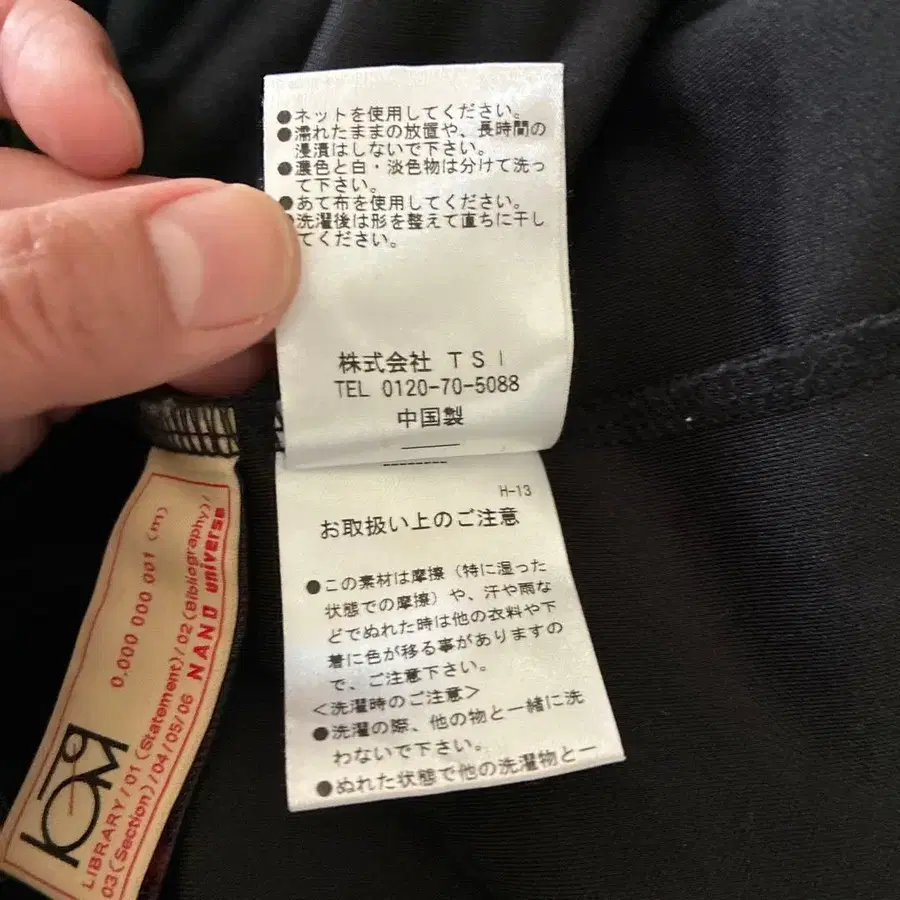 ●ネットを使用してください。
●濡れたままの放置や、長時間の
浸漬はしないで下さい。
●濃色と白・淡色物は分けて洗っ
て下さい。
●あて布を使用してください。
●洗濯後は形を整えて直ちに干し
てください。
株式会社 TSI
TEL 0120-70-5088
中国製
H-13
お取扱い上のご注意
●この素材は摩擦（特に湿った
状態での摩擦）や、汗や雨な
どでぬれた時は他の衣料や下
着に色が移る事がありますの
で、ご注意下さい。
<洗濯時のご注意>
●洗濯の際、他の物と一緒に洗
わないで下さい。
●ぬれた状態で他の洗濯物と一
0,000 000 001 (m)
LIBRARY/01 (Statement)/02 (Bibliography)/
03 (Section)/04/05/06 NANO universe